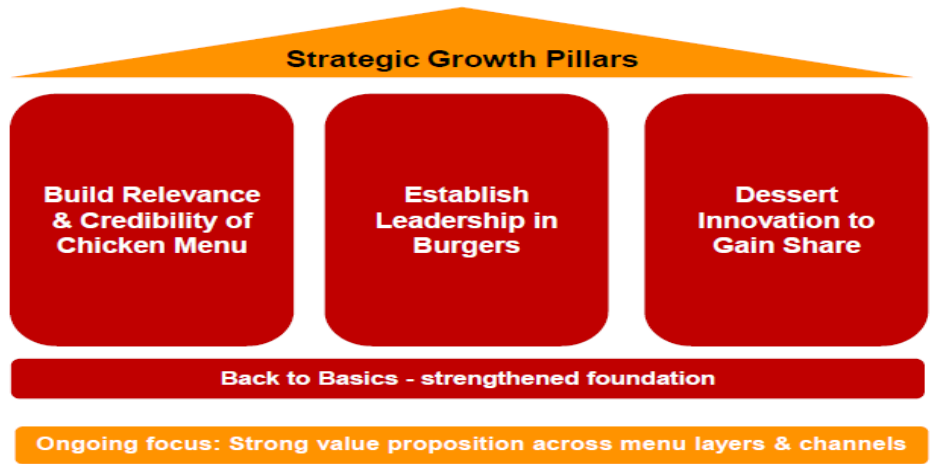 Strategic Growth Pillars
Build Relevance
& Credibility of
Chicken Menu
Establish
Leadership in
Burgers
Dessert
Innovation to
Gain Share
Back to Basics - strengthened foundation
Ongoing focus: Strong value proposition across menu layers & channels